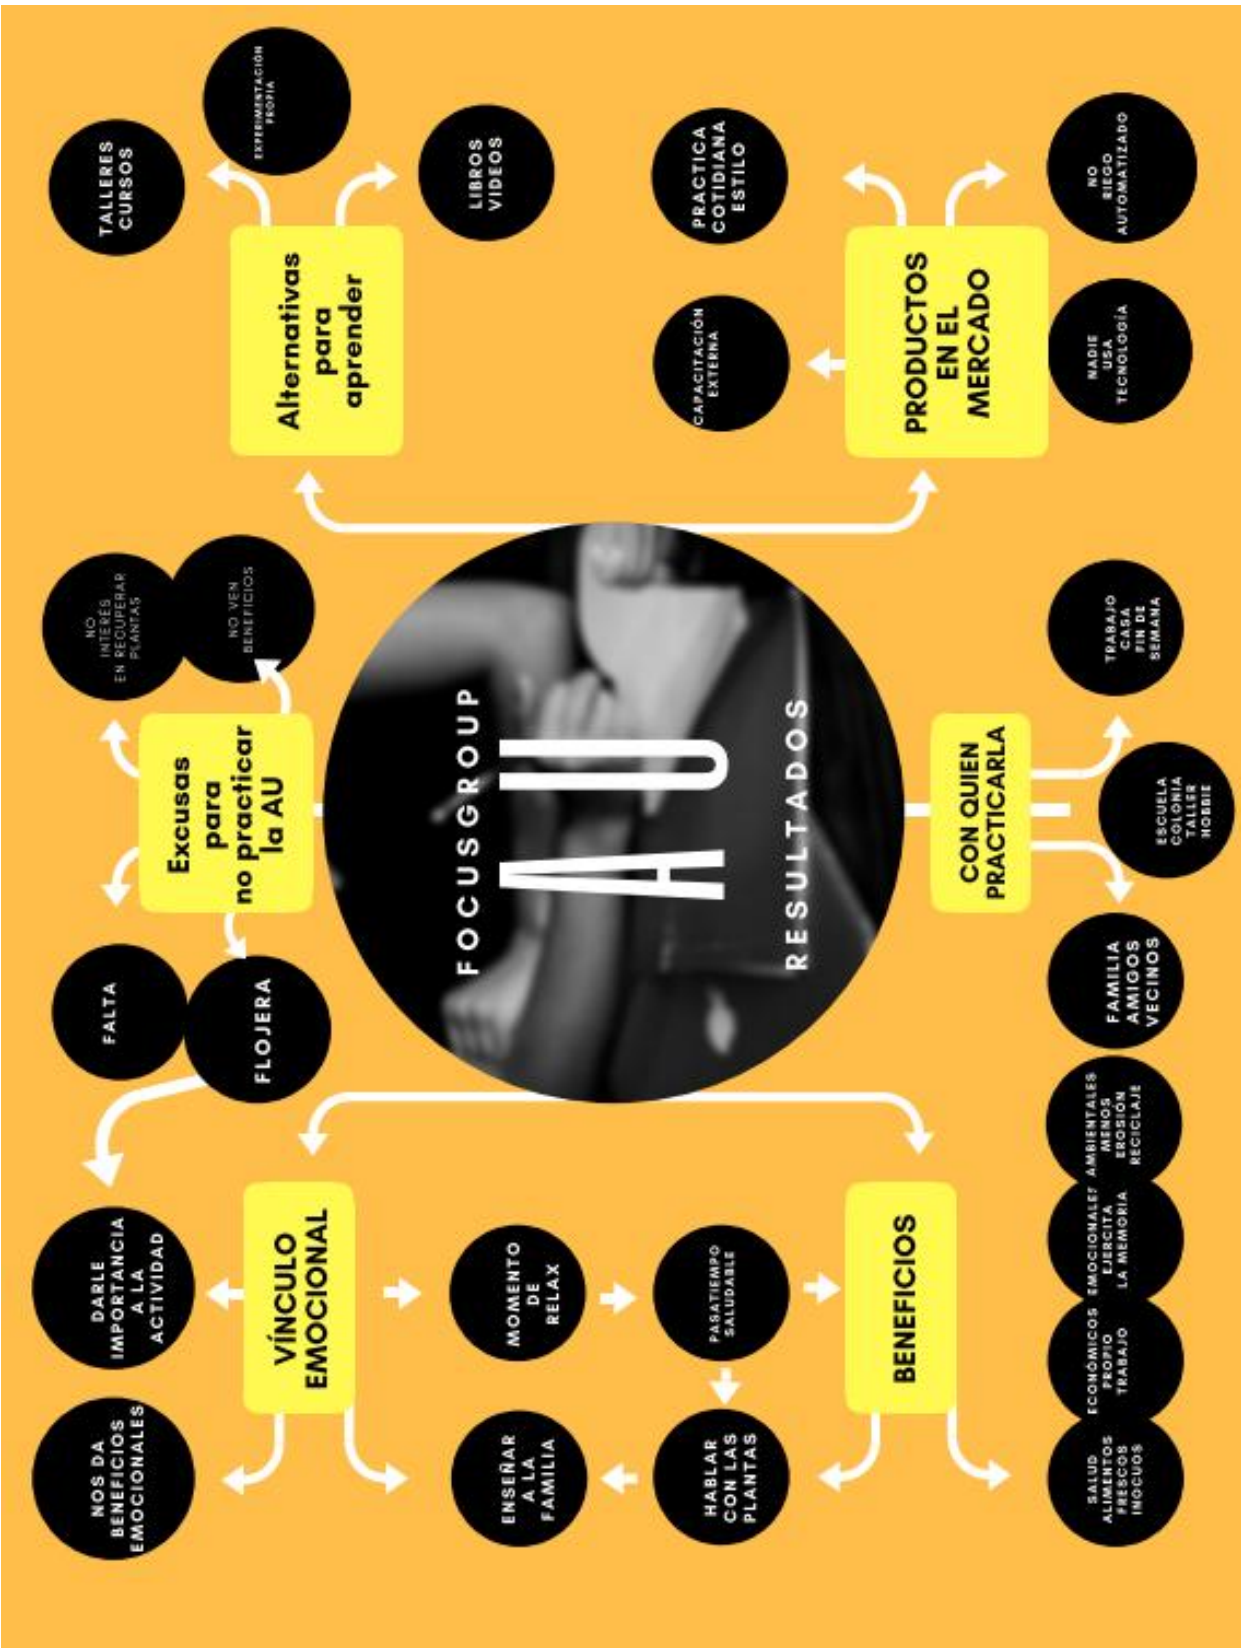 NOS DA
BENEFICIOS
EMOCIONALES
DARLE
IMPORTANCIA
A LA
ACTIVIDAD
FALTA
FLOJERA
NO
INTERÉS
EN RECUPERAR
PLANTAS
NO VEN
BENEFICIOS
Excusas
para
no practicar
la AU
TALLERES
CURSOS
EXPERIMENTACIÓN
PROPIA
LIBROS
VIDEOS
Alternativas
para
aprender
VÍNCULO
EMOCIONAL
ENSEÑAR
A LA
FAMILIA
MOMENTO
DE
RELAX
HABLAR
CON LAS
PLANTAS
PASATIEMPO
SALUDABLE
FOCUSGROUP
AU
RESULTADOS
CAPACITACIÓN
EXTERNA
PRACTICA
COTIDIANA
ESTILO
PRODUCTOS
EN EL
MERCADO
NADIE
USA
TECNOLOGÍA
NO
RIEGO
AUTOMATIZADO
BENEFICIOS
SALUD
ALIMENTOS
FRESCOS
INOCUOS
ECONÓMICOS
PROPIO
TRABAJO
EMOCIONALES
EJERCITA
LA MEMORIA
AMBIENTALES
MENOS
EROSIÓN
RECICLAJE
CON QUIEN
PRACTICARLA
FAMILIA
AMIGOS
VECINOS
ESCUELA
COLONIA
TALLER
HOBBIE
TRABAJO
CASA
FIN DE
SEMANA